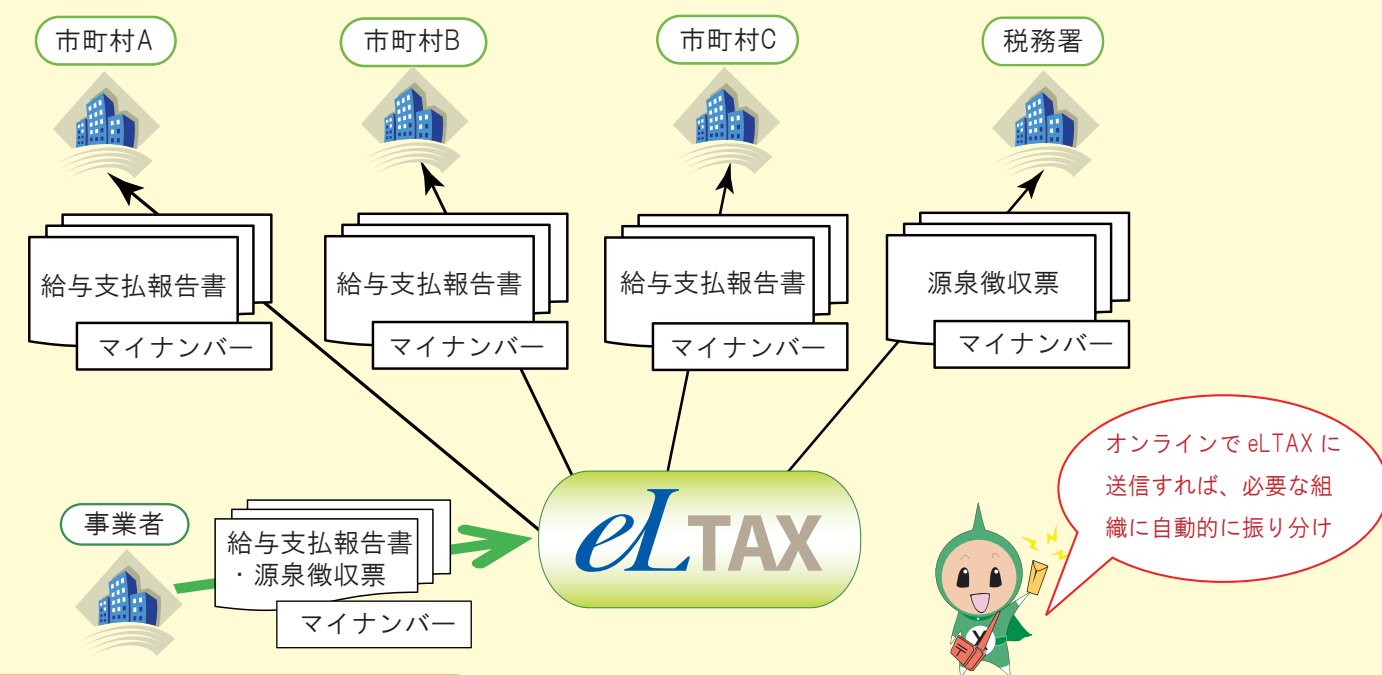 市町村A
市町村B
市町村C
税務署
給与支払報告書
マイナンバー
給与支払報告書
マイナンバー
給与支払報告書
マイナンバー
源泉徴収票
マイナンバー
事業者
給与支払報告書
・源泉徴収票
マイナンバー
eLTAX
オンラインで eLTAX に
送信すれば、必要な組
織に自動的に振り分け
X
〒